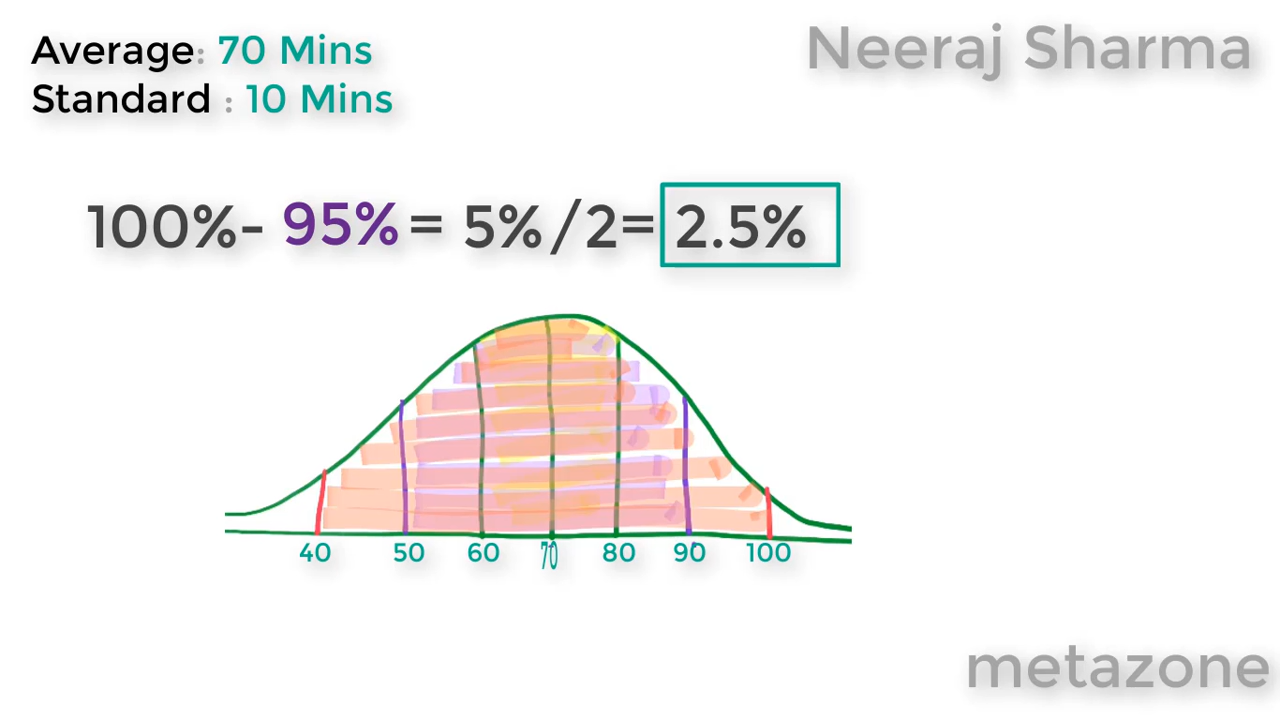 Average: 70 Mins
Neeraj Sharma
Standard : 10 Mins
100%- 95% = 5%/2= 2.5%
40 50 60 70 80 90 100
metazone